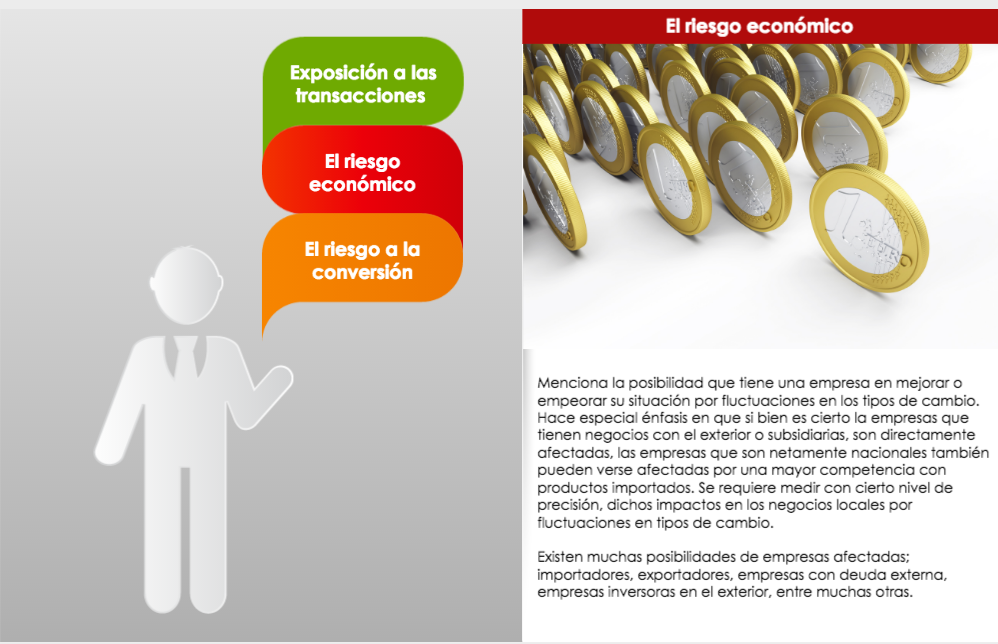 Exposición a las
transacciones
El riesgo
económico
El riesgo a la
conversión
El riesgo económico
Menciona la posibilidad que tiene una empresa en mejorar o
empeorar su situación por fluctuaciones en los tipos de cambio.
Hace especial énfasis en que si bien es cierto la empresas que
tienen negocios con el exterior o subsidiarias, son directamente
afectadas, las empresas que son netamente nacionales también
pueden verse afectadas por una mayor competencia con
productos importados. Se requiere medir con cierto nivel de
precisión, dichos impactos en los negocios locales por
fluctuaciones en tipos de cambio.
Existen muchas posibilidades de empresas afectadas;
importadores, exportadores, empresas con deuda externa,
empresas inversoras en el exterior, entre muchas otras.